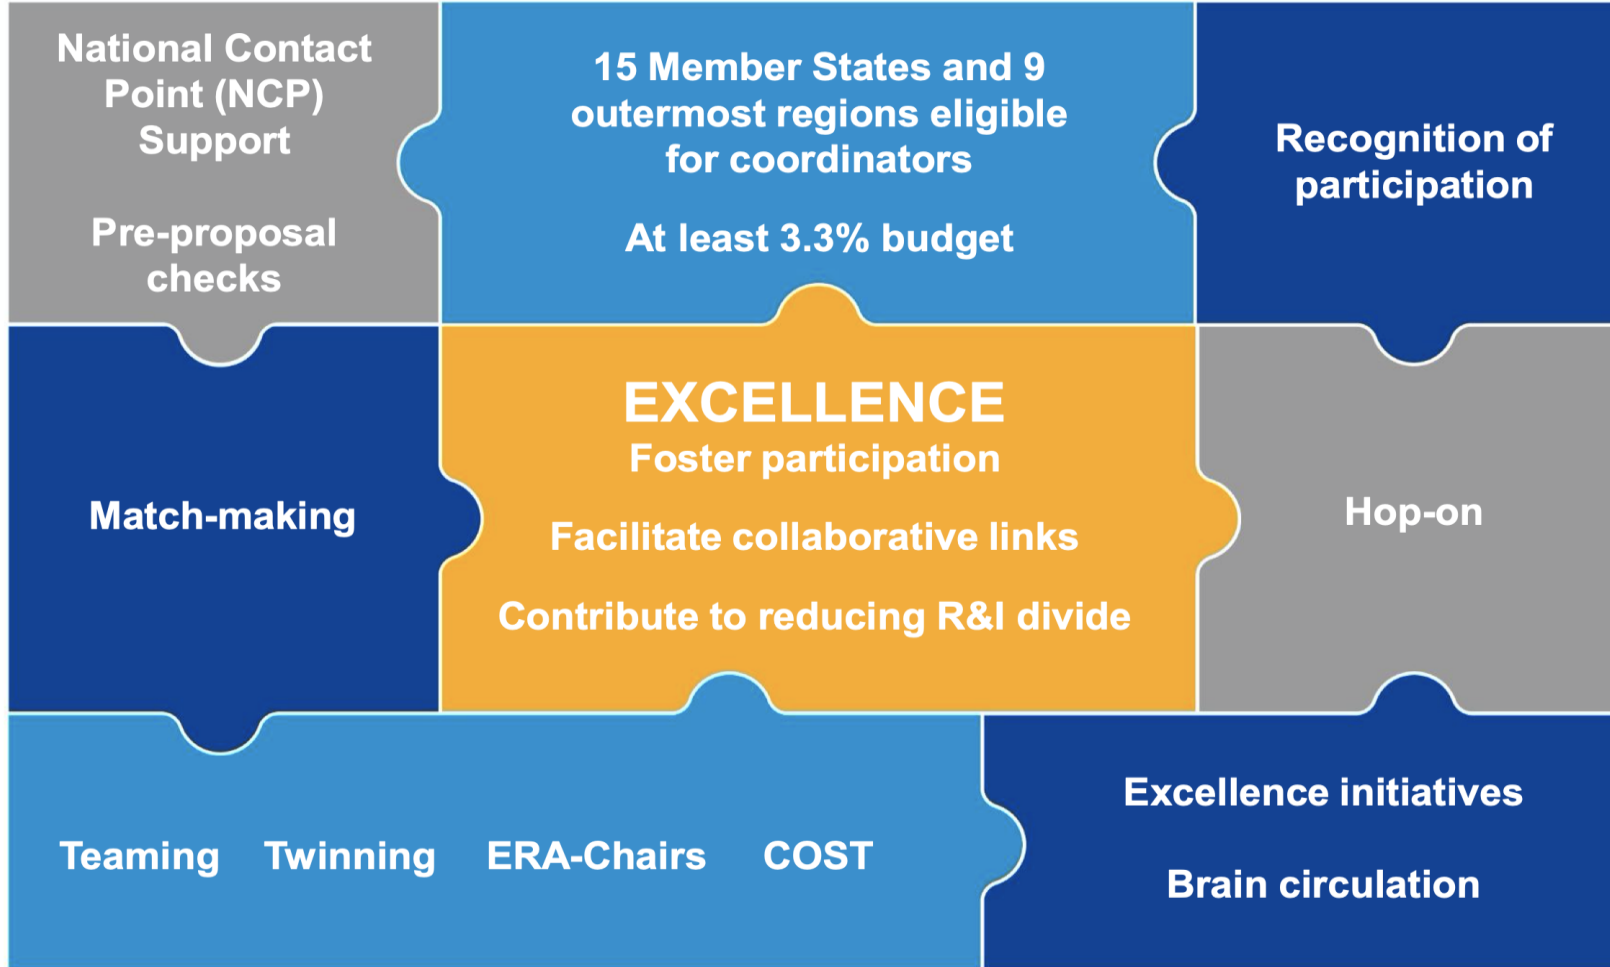 National Contact
Point (NCP)
Support
Pre-proposal
checks
15 Member States and 9
outermost regions eligible
for coordinators
At least 3.3% budget
Recognition of
participation
Match-making
EXCELLENCE
Foster participation
Facilitate collaborative links
Contribute to reducing R&I divide
Hop-on
Teaming Twinning ERA-Chairs COST
Excellence initiatives
Brain circulation